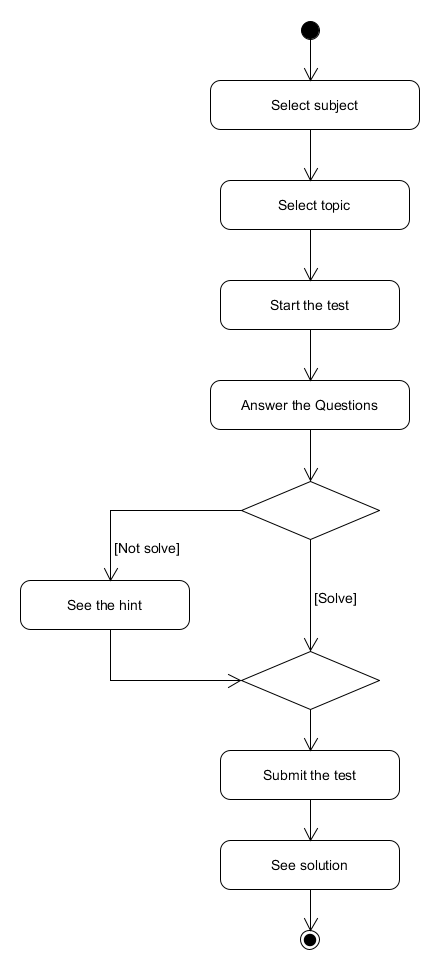 Select subject
Select topic
Start the test
Answer the Questions
[Not solve]
[Solve]
See the hint
Submit the test
See solution